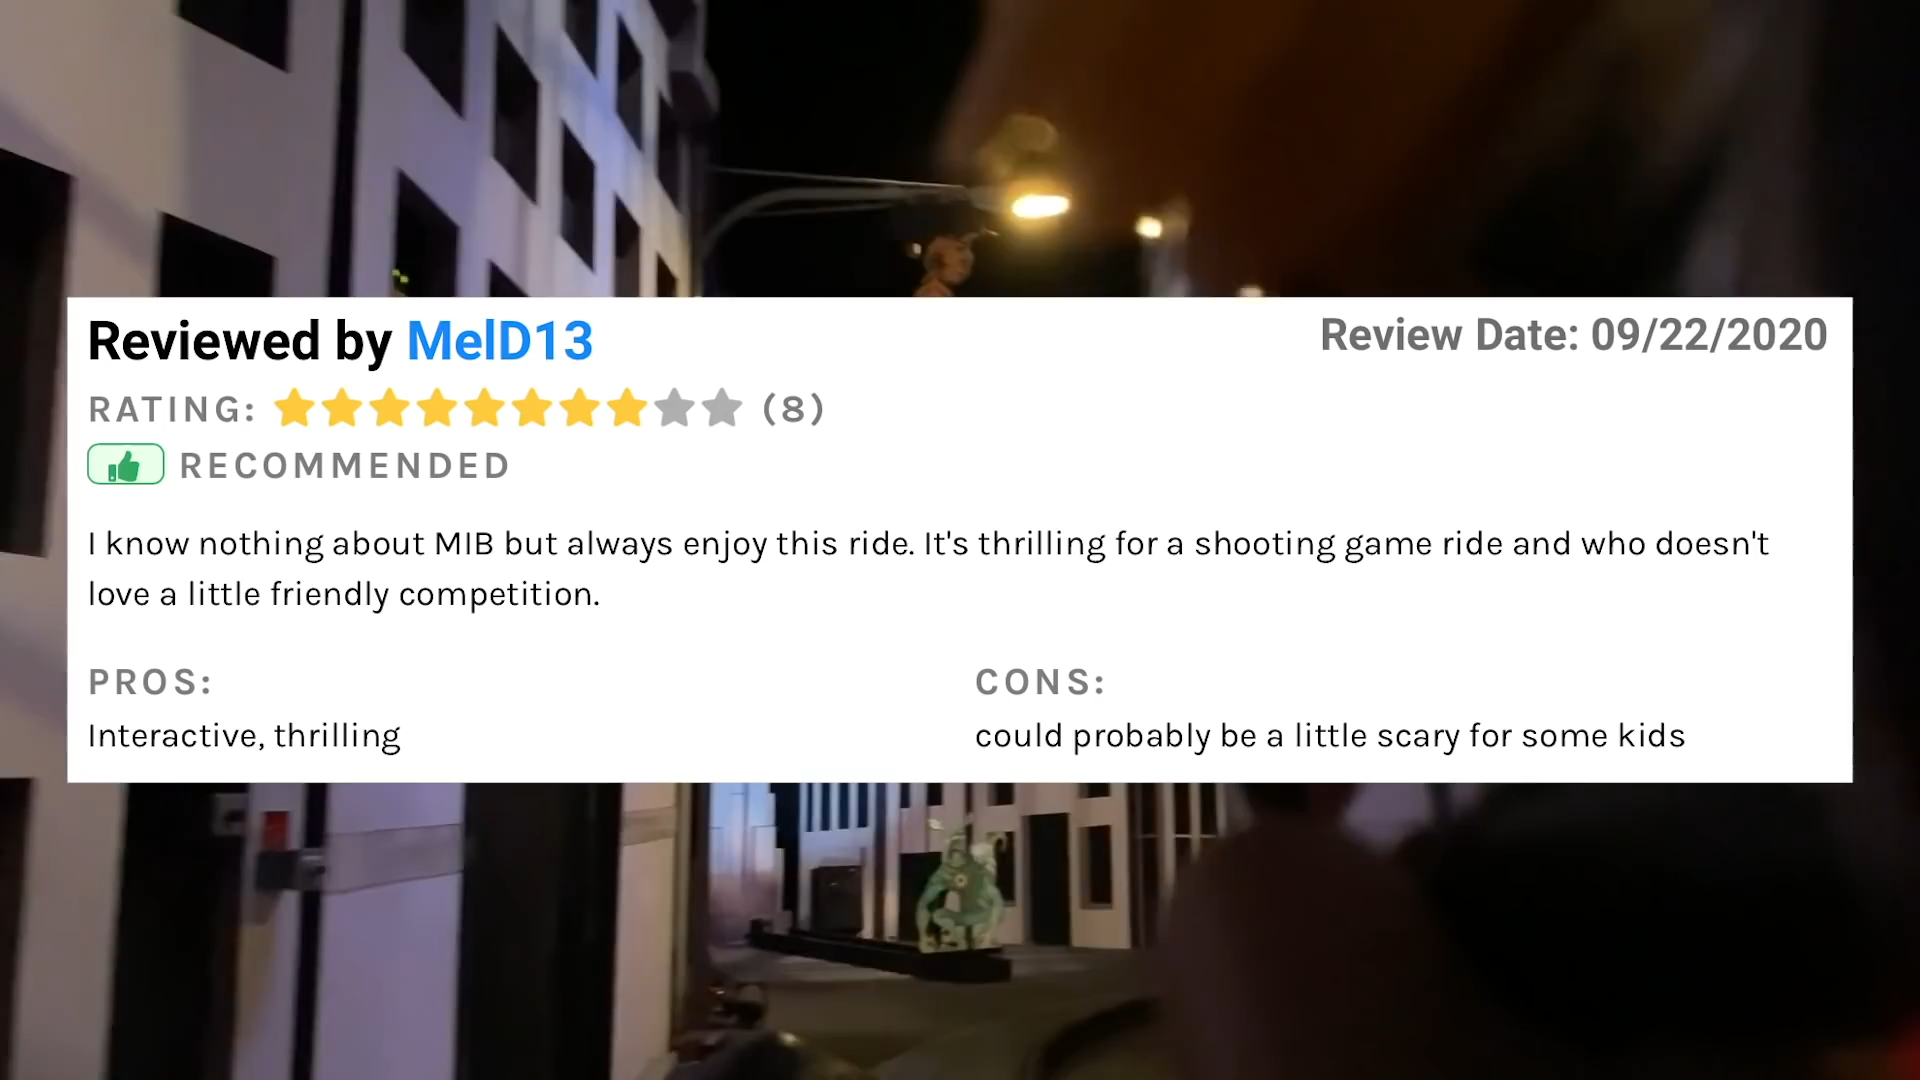 Reviewed by MelD13
Review Date: 09/22/2020
RATING: (8)
RECOMMENDED
I know nothing about MIB but always enjoy this ride. It's thrilling for a shooting game ride and who doesn't
love a little friendly competition.
PROS:
Interactive, thrilling
CONS:
could probably be a little scary for some kids